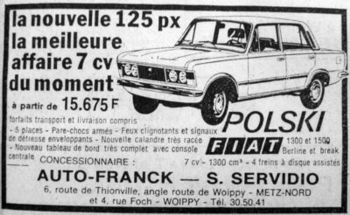 la nouvelle 125 px
la meilleure
affaire 7 cv
du moment
à partir de 15.675 F
forfaits transport et livraison compris
- 5 places - Pare-chocs armés - Feux clignotants et signaux
de détresse enveloppants - Nouvelle calandre très racée
- Nouveau tableau de bord très complet avec console
centrale
POLSKI
FIAT 1300 et 1500
Berline et break
7 cv - 1300 cm³ - 4 freins à disque assistés
CONCESSIONNAIRE :
AUTO-FRANCK — S. SERVIDIO
6, route de Thionville, angle route de Woippy - METZ-NORD
et 4, rue Foch - WOIPPY - Tél. 30.50.41